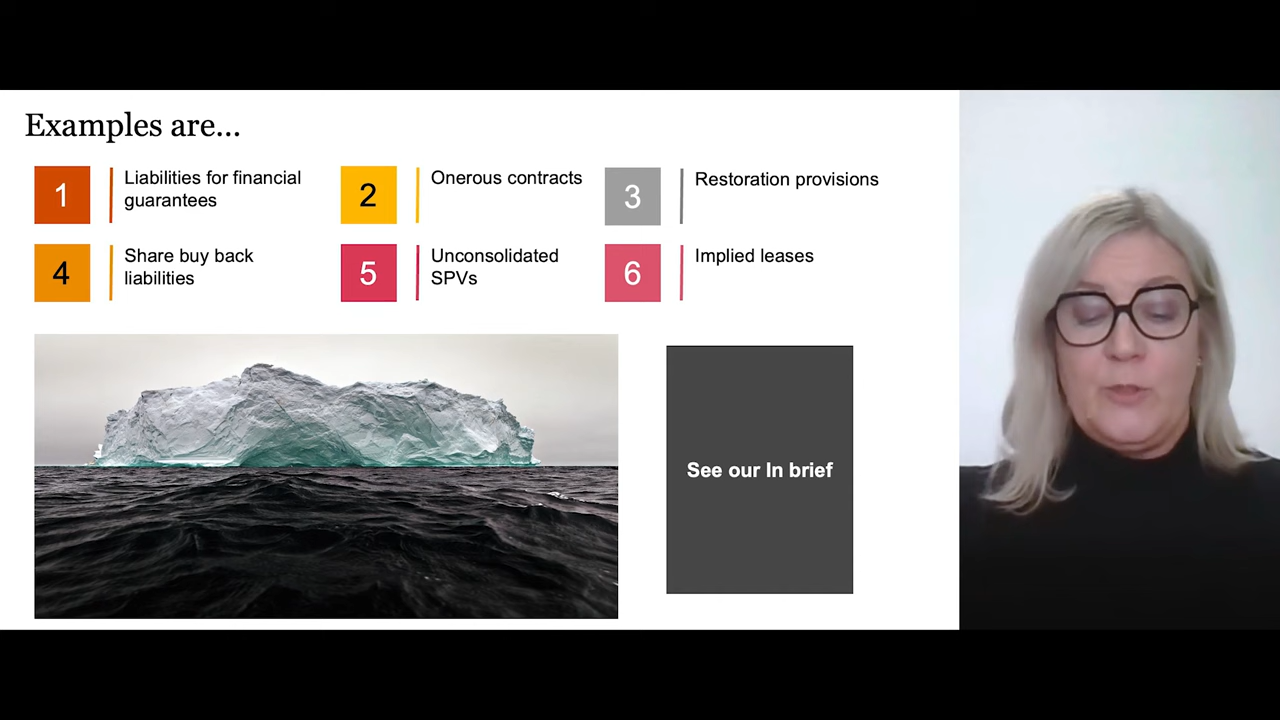 Examples are...
1
Liabilities for financial
guarantees
2
Onerous contracts
3
Restoration provisions
4
Share buy back
liabilities
5
Unconsolidated
SPVs
6
Implied leases
See our In brief